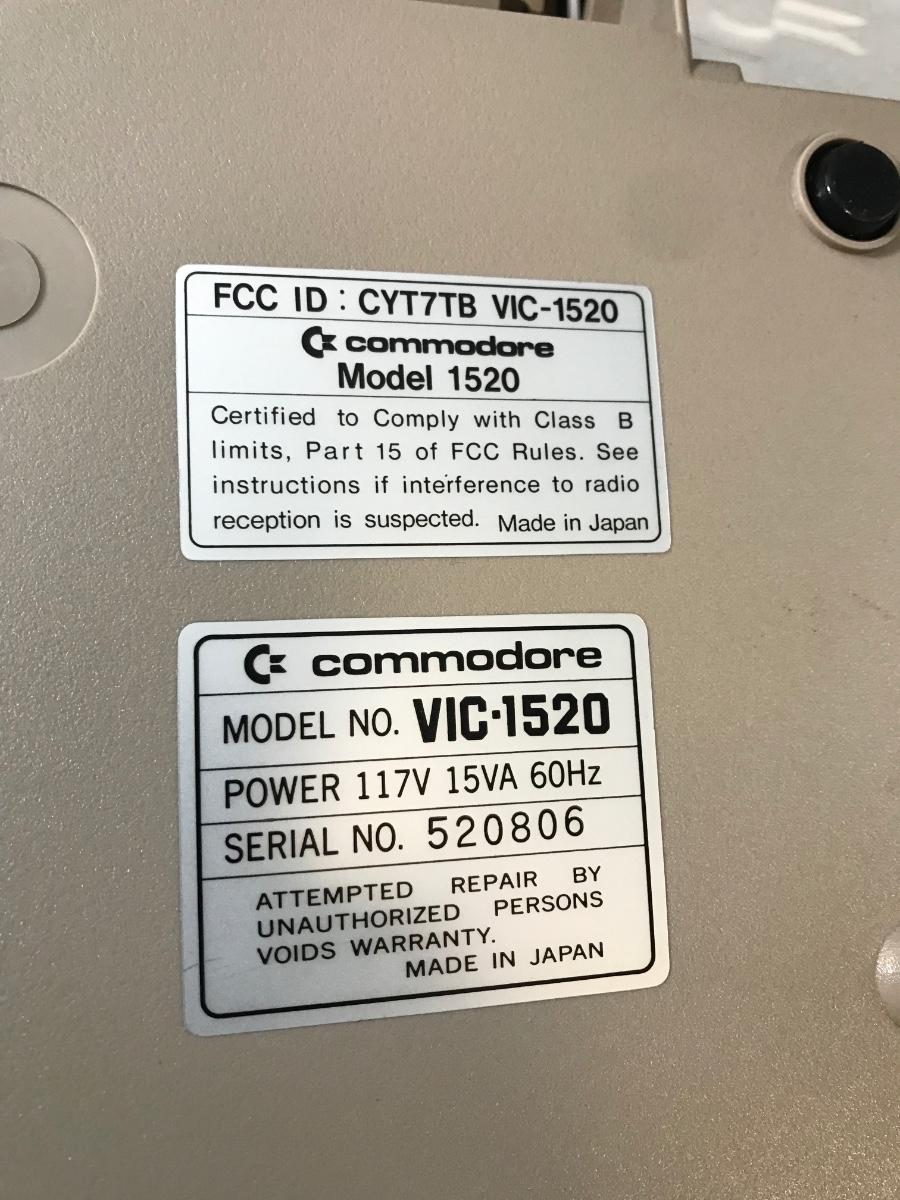 FCC ID : CYT7TB VIC-1520
commodore
Model 1520
Certified to Comply with Class B
limits, Part 15 of FCC Rules. See
instructions if interference to radio
reception is suspected. Made in Japan
commodore
MODEL NO. VIC-1520
POWER 117V 15VA 60Hz
SERIAL NO. 520806
ATTEMPTED REPAIR BY
UNAUTHORIZED PERSONS
VOIDS WARRANTY.
MADE IN JAPAN